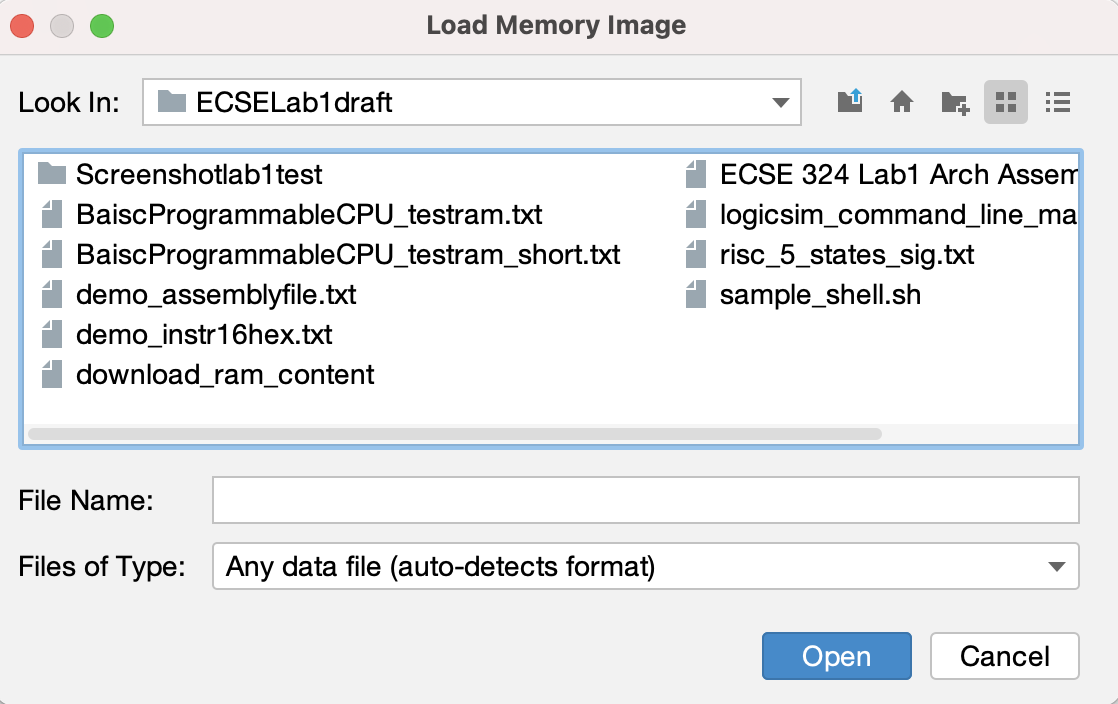 Load Memory Image
Look In:
ECSELab1draft
Screenshotlab1test
BaiscProgrammableCPU_testram.txt
BaiscProgrammableCPU_testram_short.txt
demo_assemblyfile.txt
demo_instr16hex.txt
download_ram_content
ECSE 324 Lab1 Arch Assem
logicsim_command_line_ma
risc_5_states_sig.txt
sample_shell.sh
File Name:
Files of Type:
Any data file (auto-detects format)
Open
Cancel